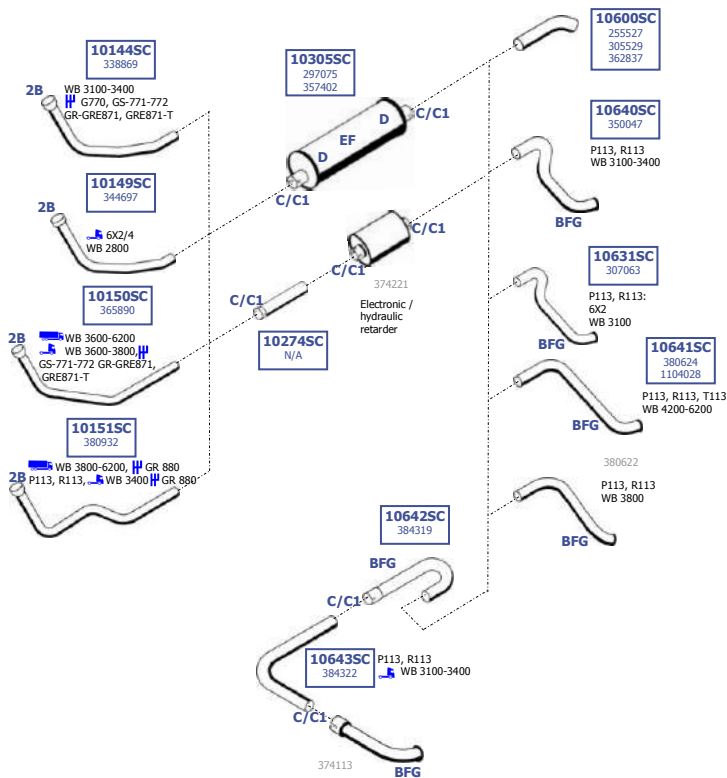 10144SC
338869
2B
WB 3100-3400
G770, GS-771-772
GR-GRE871, GRE871-T
10149SC
344697
2B
6X2/4
WB 2800
10150SC
365890
2B
WB 3600-6200
WB 3600-3800,
GS-771-772 GR-GRE871,
GRE871-T
10151SC
380932
2B
WB 3800-6200, GR 880
P113, R113, WB 3400 GR 880
10305SC
297075
357402
C/C1
D
EF
D
C/C1
C/C1
C/C1
374221
Electronic /
hydraulic
retarder
C/C1
10274SC
N/A
10600SC
255527
305529
362837
10640SC
350047
P113, R113
WB 3100-3400
BFG
10631SC
307063
P113, R113:
6X2
WB 3100
BFG
10641SC
380624
1104028
P113, R113, T113
WB 4200-6200
BFG
380622
P113, R113
WB 3800
BFG
10642SC
384319
BFG
C/C1
10643SC
384322
P113, R113
WB 3100-3400
C/C1
374113
BFG